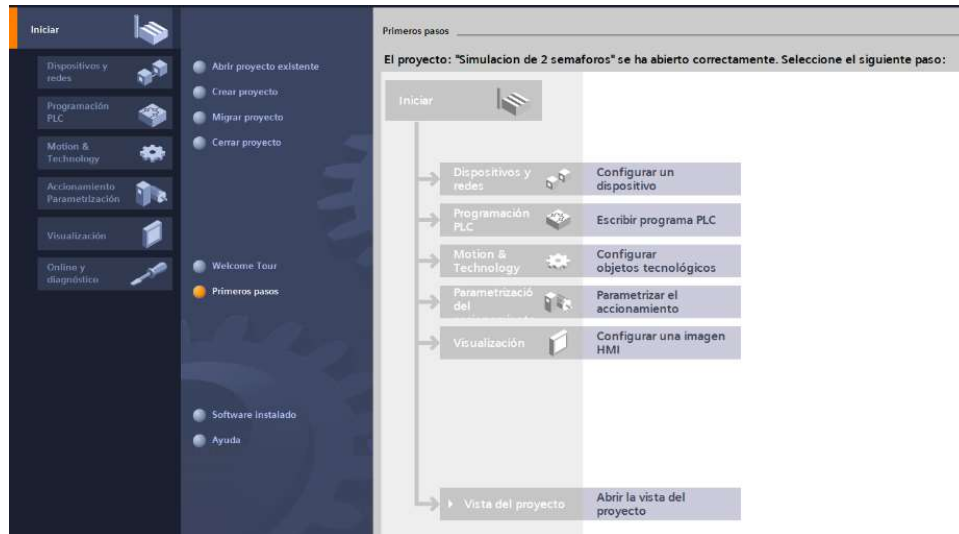 Iniciar
Dispositivos y
redes
Programación
PLC
Motion &
Technology
Accionamiento
Parametrización
Visualización
Online y
diagnóstico
Abrir proyecto existente
Crear proyecto
Migrar proyecto
Cerrar proyecto
Welcome Tour
Primeros pasos
Software instalado
Ayuda
Primeros pasos
El proyecto: "Simulacion de 2 semaforos" se ha abierto correctamente. Seleccione el siguiente paso:
Iniciar
Dispositivos y
redes
Configurar un
dispositivo
Programación
PLC
Escribir programa PLC
Motion &
Technology
Configurar
objetos tecnológicos
Parametrizació
del
Parametrizar el
accionamiento
Visualización
Configurar una imagen
HMI
Vista del proyecto
Abrir la vista del
proyecto